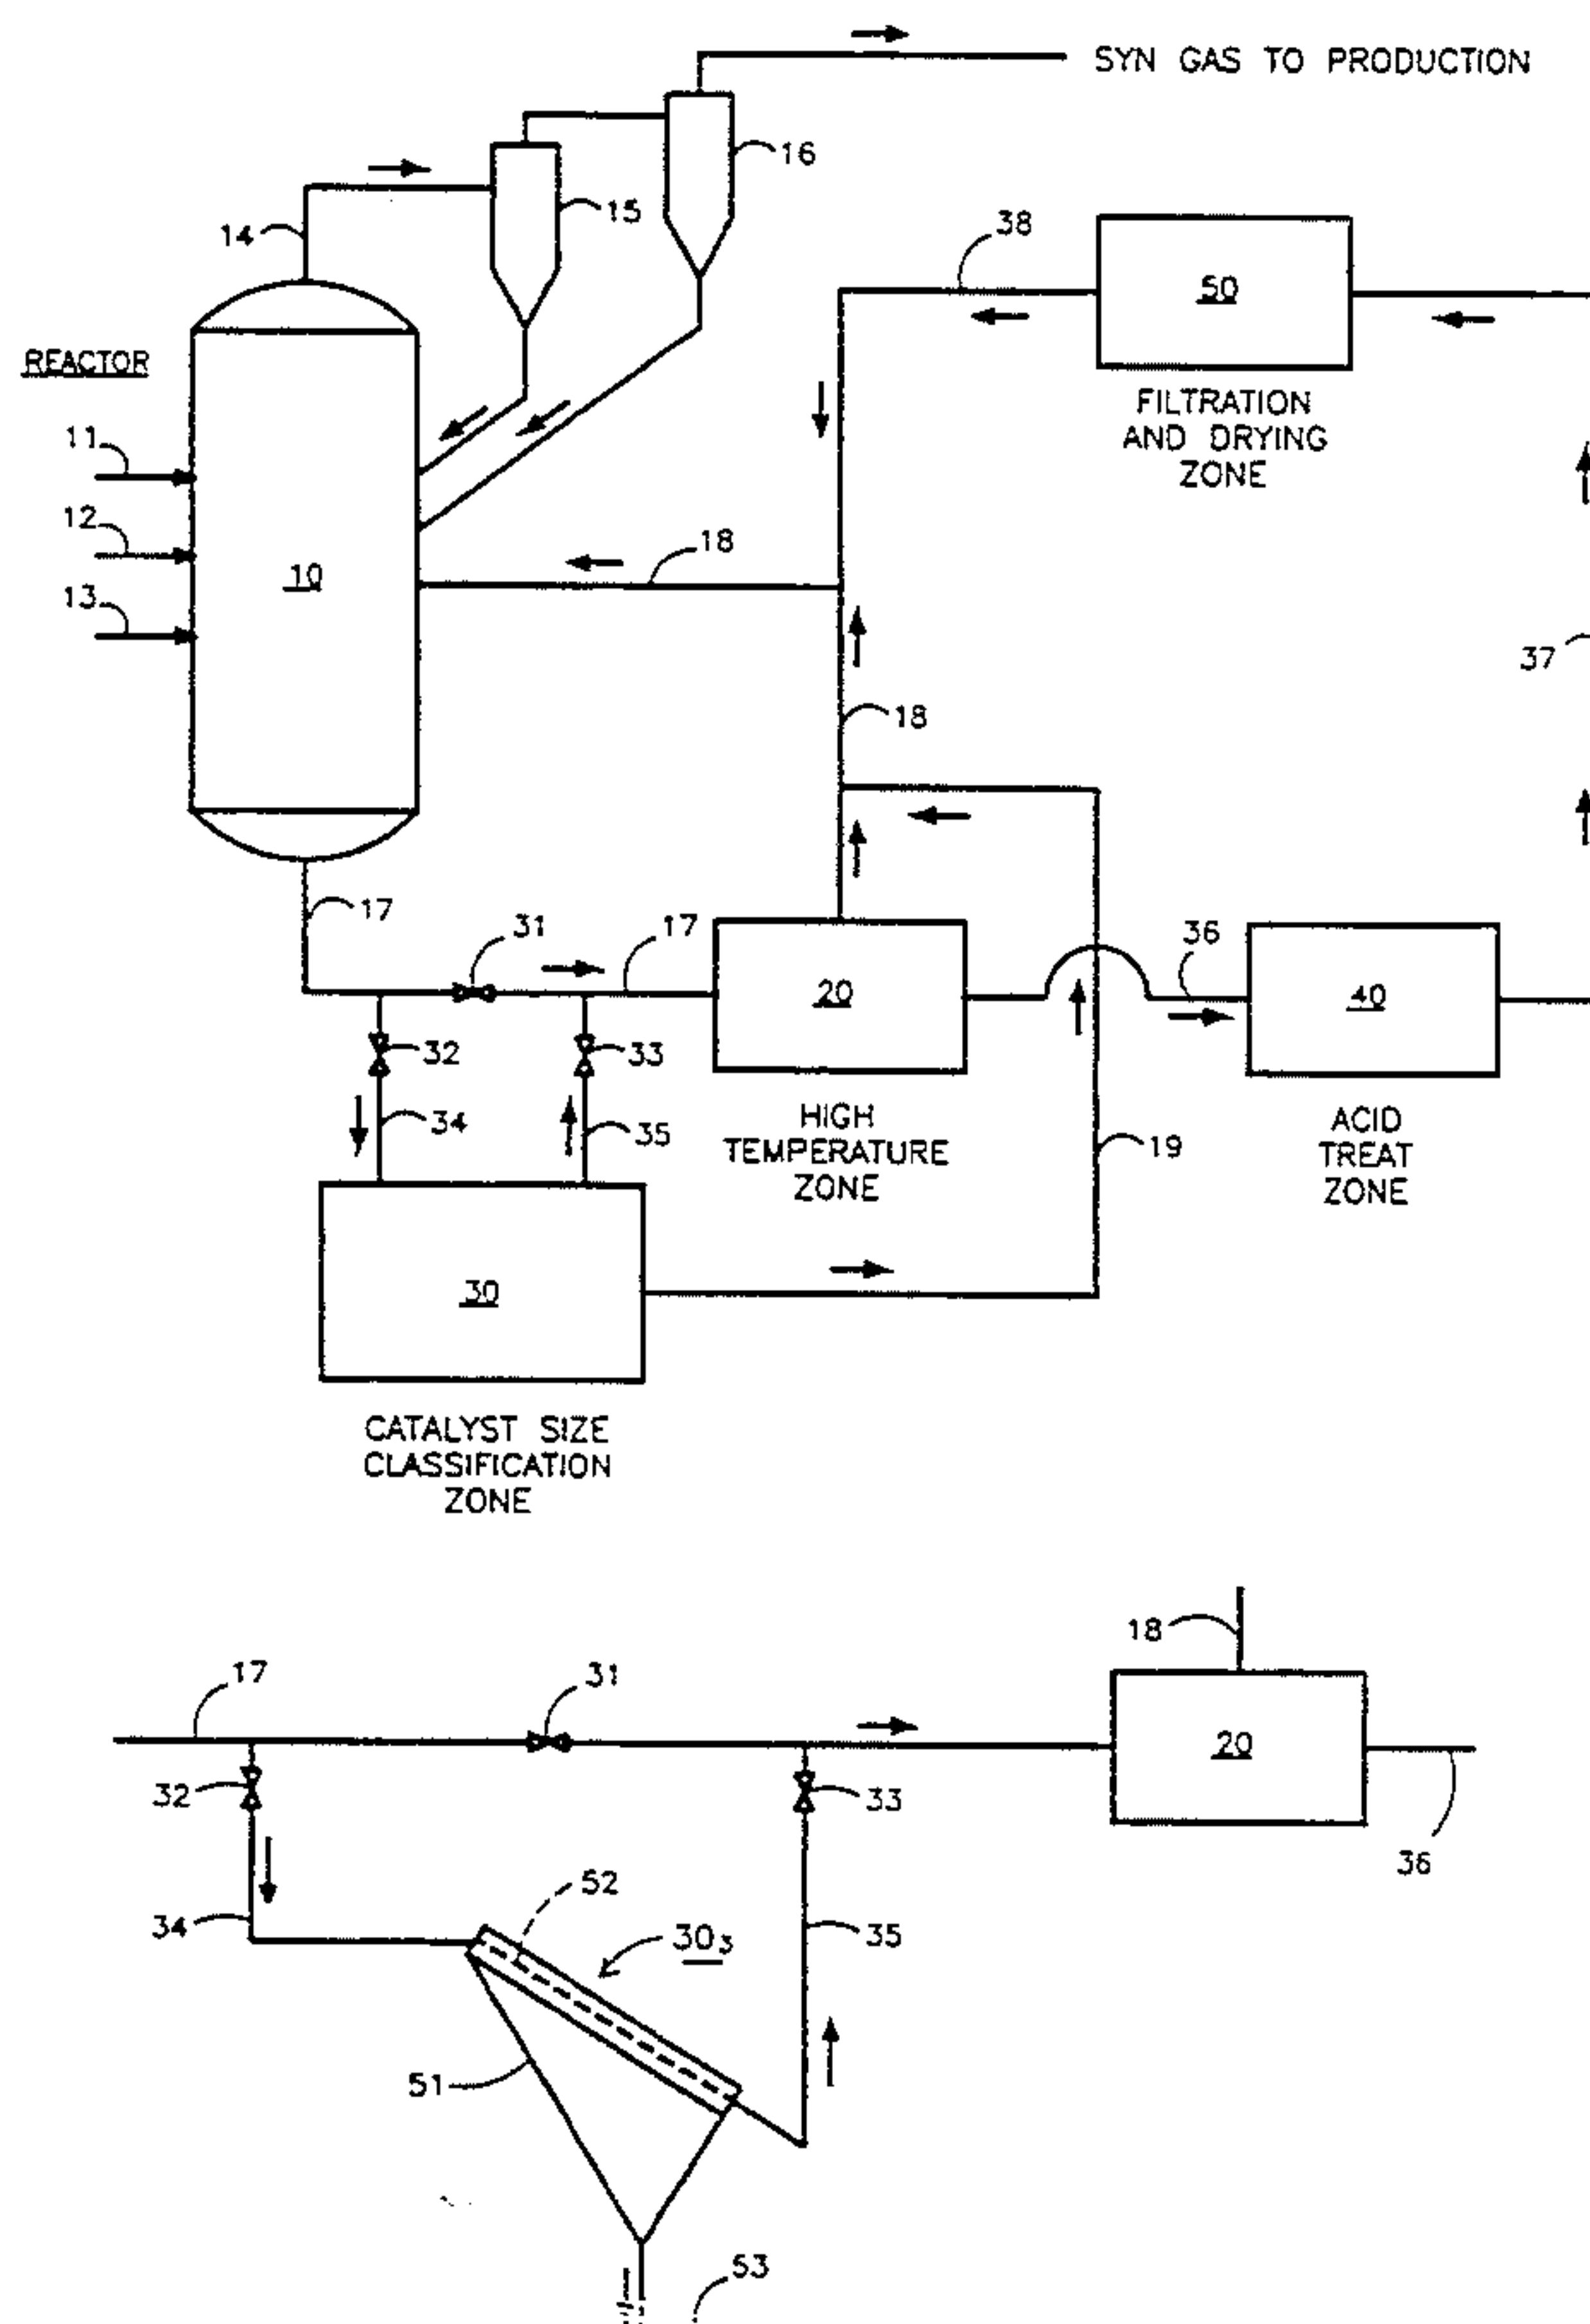 SYN GAS TO PRODUCTION
16
15
14
38
50
REACTOR
FILTRATION
AND DRYING
ZONE
11
12
18
10
13
37
18
17
31
17
36
20
40
32
33
34
35
HIGH
TEMPERATURE
ZONE
ACID
TREAT
ZONE
19
30
CATALYST SIZE
CLASSIFICATION
ZONE
18
17
31
20
32
33
36
52
34
30₃
35
51
53